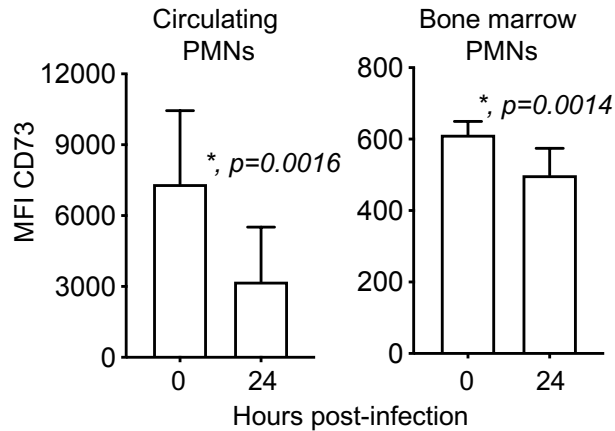 Circulating
PMNs
12000
9000
6000
3000
0
MFI CD73
*, p=0.0016
0
24
Bone marrow
PMNs
800
600
400
200
0
*, p=0.0014
0
24
Hours post-infection